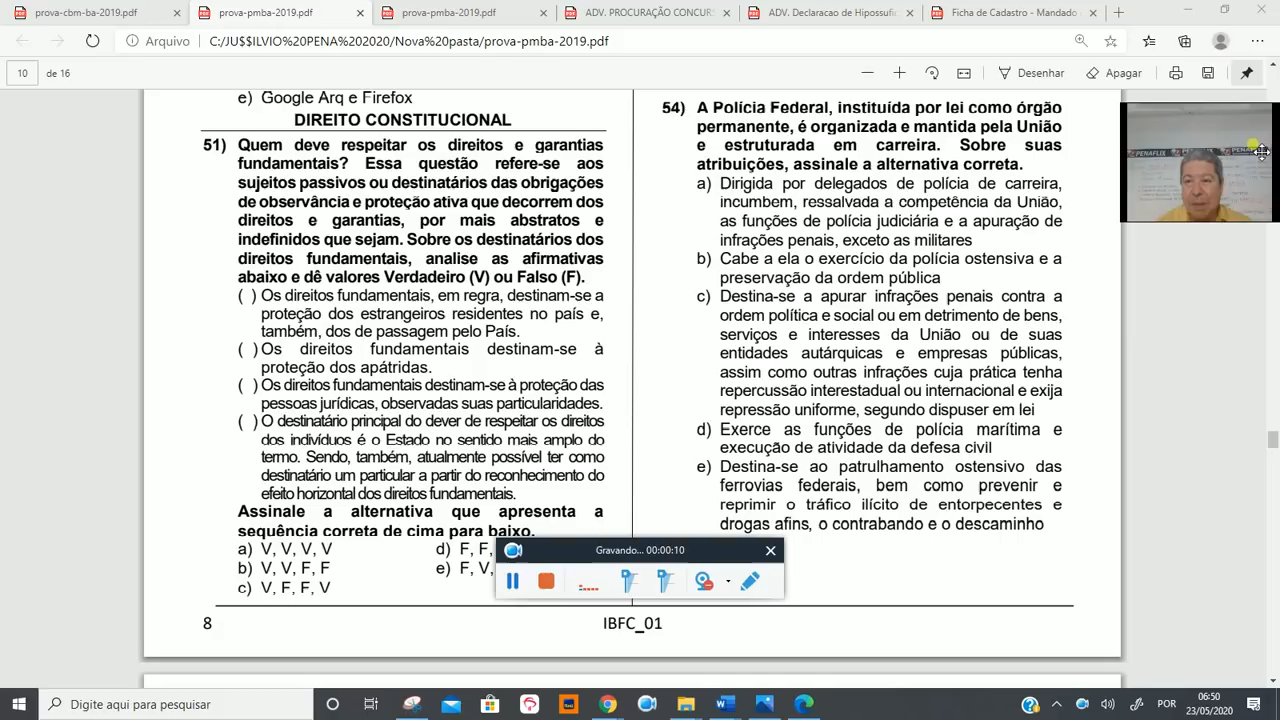 prova-cbm-ba-2019.pdf
prova-pmba-2019.pdf
prova-pmba-2020.pdf
ADV. PROCURAÇÃO CONCURS
ADV. Declaracao de Hipossufic
Ficha de Cadastro - Mandado
Arquivo
C:/JU$$ILVIO%20PENA%202020/Nova%20pasta/prova-pmba-2019.pdf
10
de 16
Desenhar
Apagar
e) Google Arq e Firefox
DIREITO CONSTITUCIONAL
51) Quem deve respeitar os direitos e garantias
fundamentais? Essa questão refere-se aos
sujeitos passivos ou destinatários das obrigações
de observância e proteção ativa que decorrem dos
direitos e garantias, por mais abstratos e
indefinidos que sejam. Sobre os destinatários dos
direitos fundamentais, analise as afirmativas
abaixo e dê valores Verdadeiro (V) ou Falso (F).
( ) Os direitos fundamentais, em regra, destinam-se a
proteção dos estrangeiros residentes no país e,
também, dos de passagem pelo País.
( ) Os direitos fundamentais destinam-se à
proteção dos apátridas.
( ) Os direitos fundamentais destinam-se à proteção das
pessoas jurídicas, observadas suas particularidades.
( ) O destinatário principal do dever de respeitar os direitos
dos indivíduos é o Estado no sentido mais amplo do
termo. Sendo, também, atualmente possível ter como
destinatário um particular a partir do reconhecimento do
efeito horizontal dos direitos fundamentais.
Assinale a alternativa que apresenta a
sequência correta de cima para baixo.
a) V, V, V, V
b) V, V, F, F
c) V, F, F, V
d) F, F,
e) F, V,
54) A Polícia Federal, instituída por lei como órgão
permanente, é organizada e mantida pela União
e estruturada em carreira. Sobre suas
atribuições, assinale a alternativa correta.
a) Dirigida por delegados de polícia de carreira,
incumbem, ressalvada a competência da União,
as funções de polícia judiciária e a apuração de
infrações penais, exceto as militares
b) Cabe a ela o exercício da polícia ostensiva e a
preservação da ordem pública
c) Destina-se a apurar infrações penais contra a
ordem política e social ou em detrimento de bens,
serviços e interesses da União ou de suas
entidades autárquicas e empresas públicas,
assim como outras infrações cuja prática tenha
repercussão interestadual ou internacional e exija
repressão uniforme, segundo dispuser em lei
d) Exerce as funções de polícia marítima e
execução de atividade da defesa civil
e) Destina-se ao patrulhamento ostensivo das
ferrovias federais, bem como prevenir e
reprimir o tráfico ilícito de entorpecentes e
drogas afins, o contrabando e o descaminho
Gravando... 00:00:10
8
IBFC_01
PENAFLIX
Digite aqui para pesquisar
POR
06:50
23/05/2020